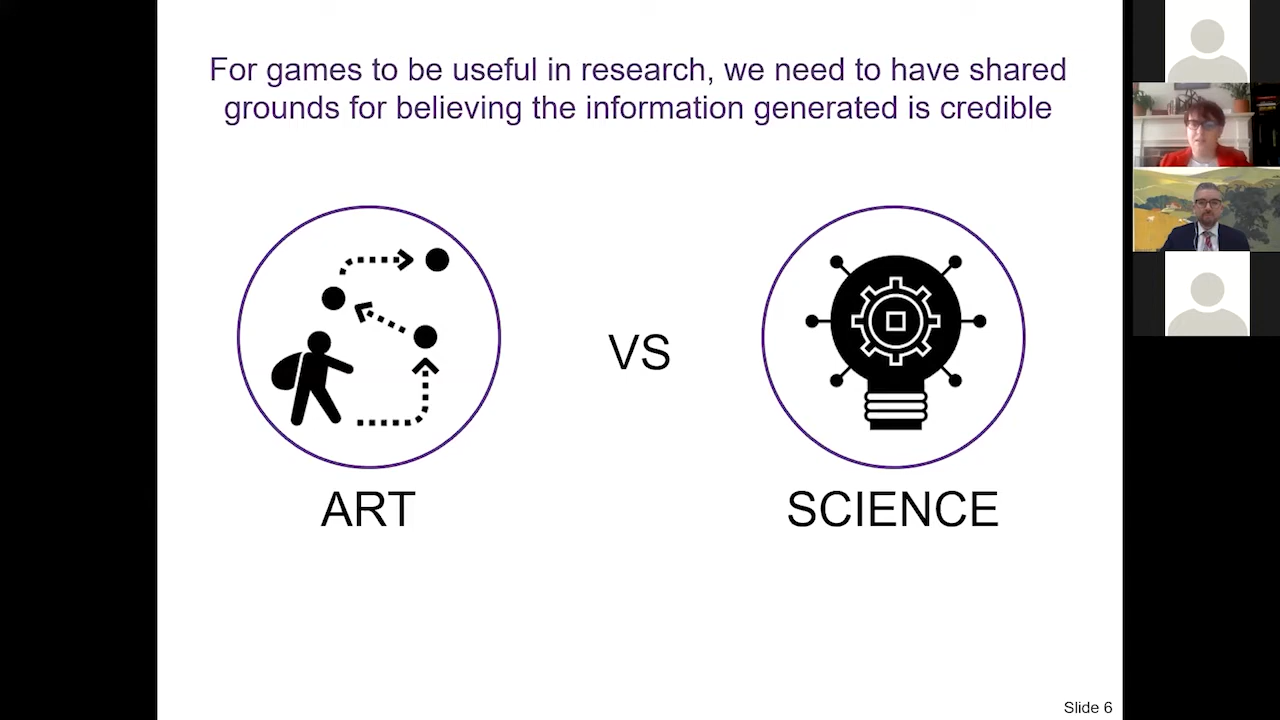 For games to be useful in research, we need to have shared
grounds for believing the information generated is credible
VS
ART
SCIENCE
Slide 6